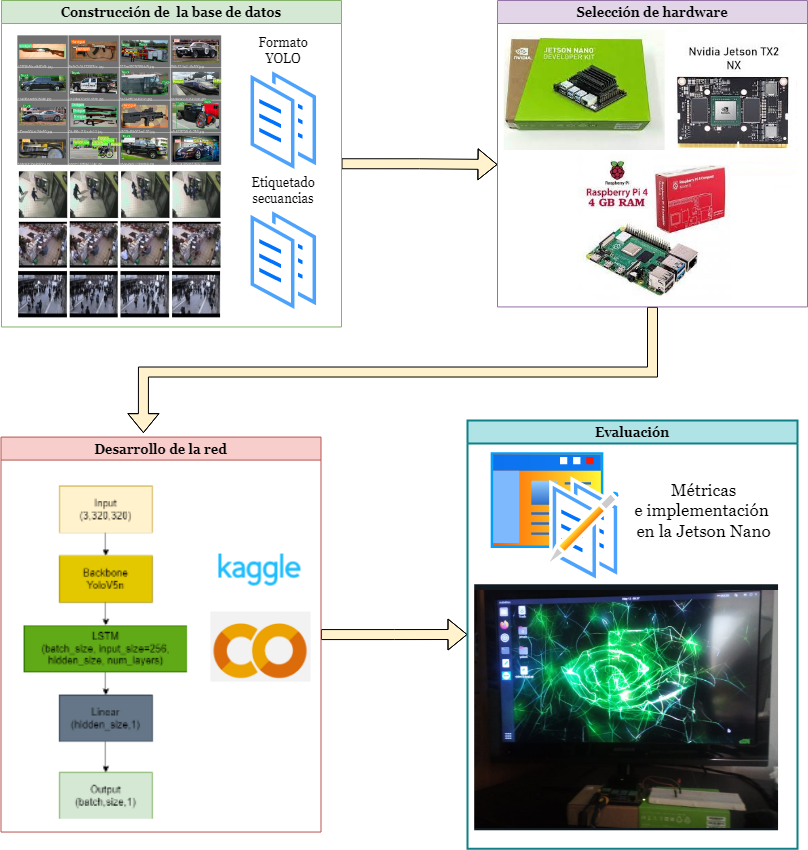 Construcción de la base de datos
Formato
YOLO
Etiquetado
secuancias
Selección de hardware
JETSON NANO
DEVELOPER KIT
NVIDIA
Nvidia Jetson TX2
NX
Raspberry Pi
Raspberry Pi 4
4 GB RAM
Desarrollo de la red
Input
(3,320,320)
Backbone
YoloV5n
LSTM
(batch_size, input_size=256,
hidden_size, num_layers)
Linear
(hidden_size,1)
Output
(batch,size,1)
kaggle
Evaluación
Métricas
e implementación
en la Jetson Nano